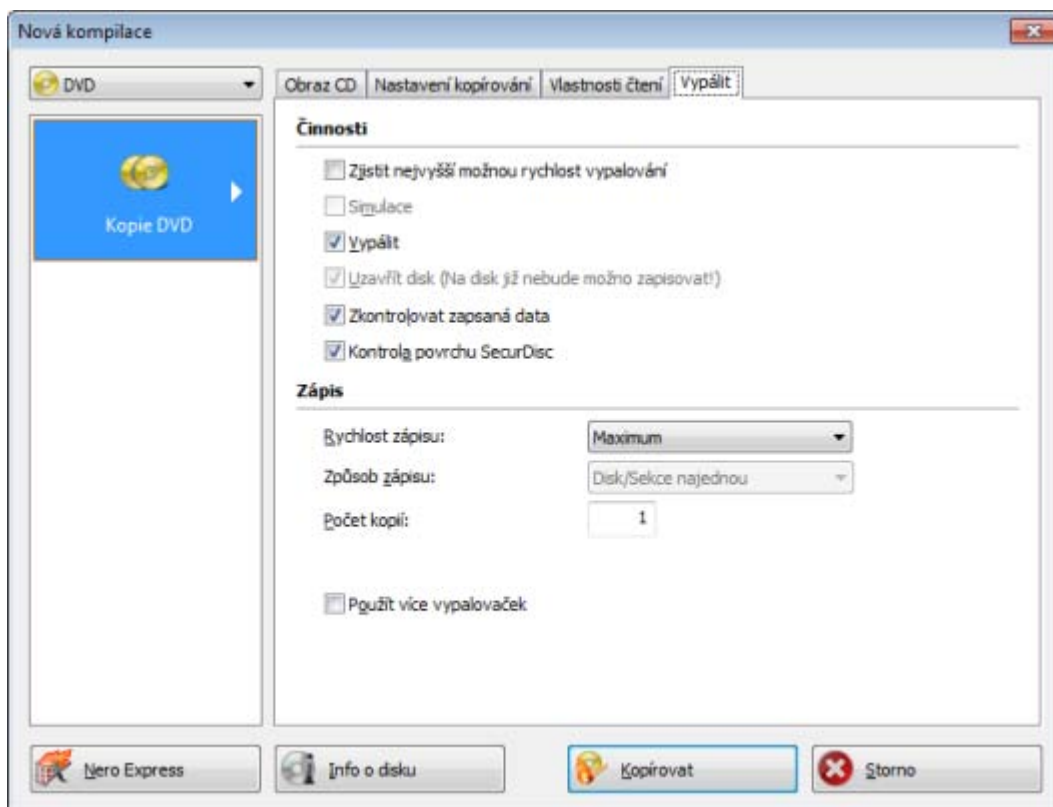 Nová kompilace
DVD
Kopie DVD
Obraz CD Nastavení kopírování Vlastnosti čtení Vypálit
Činnosti
Zjistit nejvyšší možnou rychlost vypalování
Simulace
Vypálit
Uzavřít disk (Na disk již nebude možno zapisovat!)
Zkontrolovat zapsaná data
Kontrola povrchu SecurDisc
Zápis
Rychlost zápisu: Maximum
Způsob zápisu: Disk/Sekce najednou
Počet kopií: 1
Použít více vypalovaček
Nero Express Info o disku Kopírovat Storno